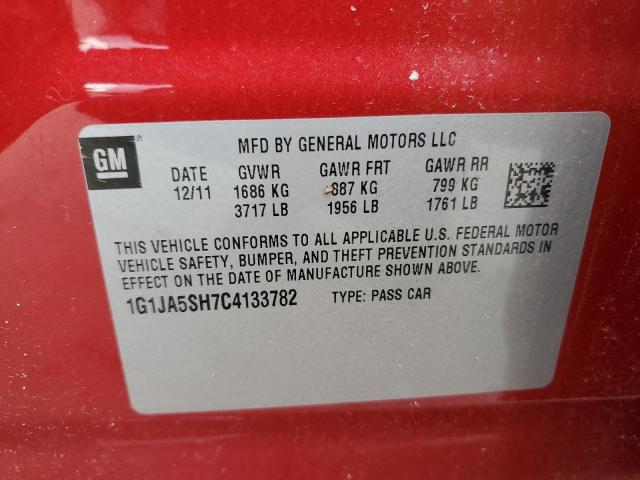 GM
MFD BY GENERAL MOTORS LLC
DATE GVWR GAWR FRT GAWR RR
12/11 1686 KG 887 KG 799 KG
3717 LB 1956 LB 1761 LB
THIS VEHICLE CONFORMS TO ALL APPLICABLE U.S. FEDERAL MOTOR
VEHICLE SAFETY, BUMPER, AND THEFT PREVENTION STANDARDS IN
EFFECT ON THE DATE OF MANUFACTURE SHOWN ABOVE.
1G1JA5SH7C4133782 TYPE: PASS CAR